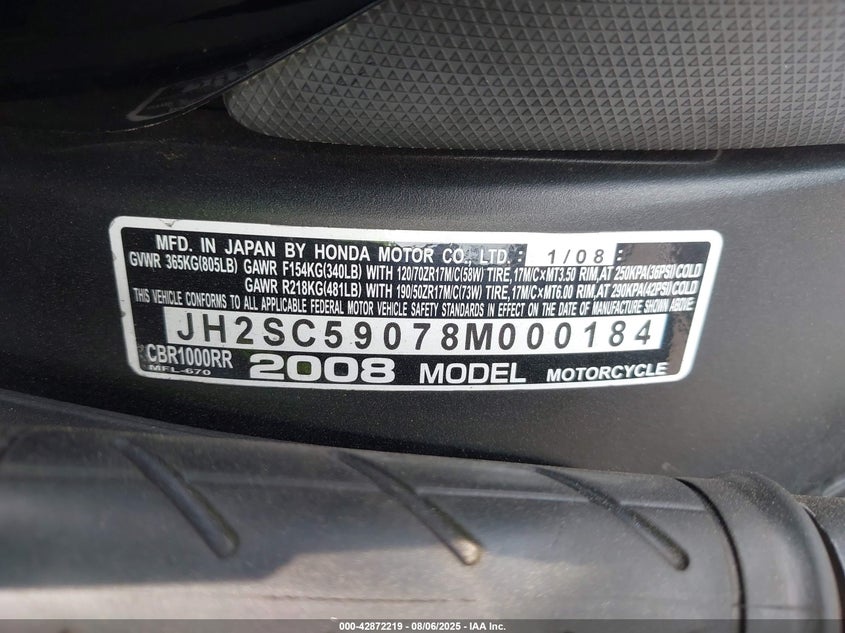 MFD. IN JAPAN BY HONDA MOTOR CO., LTD. : 1/08 :
GVWR 365KG(805LB) GAWR F154KG(340LB) WITH 120/70ZR17M/C(58W) TIRE,17M/C×MT3.50 RIM,AT 250KPA(36PSI)COLD
GAWR R218KG(481LB) WITH 190/50ZR17M/C(73W) TIRE,17M/C×MT6.00 RIM,AT 290KPA(42PSI)COLD
THIS VEHICLE CONFORMS TO ALL APPLICABLE FEDERAL MOTOR VEHICLE SAFETY STANDARDS IN EFFECT ON THE DATE OF MANUFACTURE SHOWN ABOVE.
JH2SC59078M000184
CBR1000RR
MFL-670
2008 MODEL MOTORCYCLE
000-42872219 - 08/06/2025 - IAA Inc.